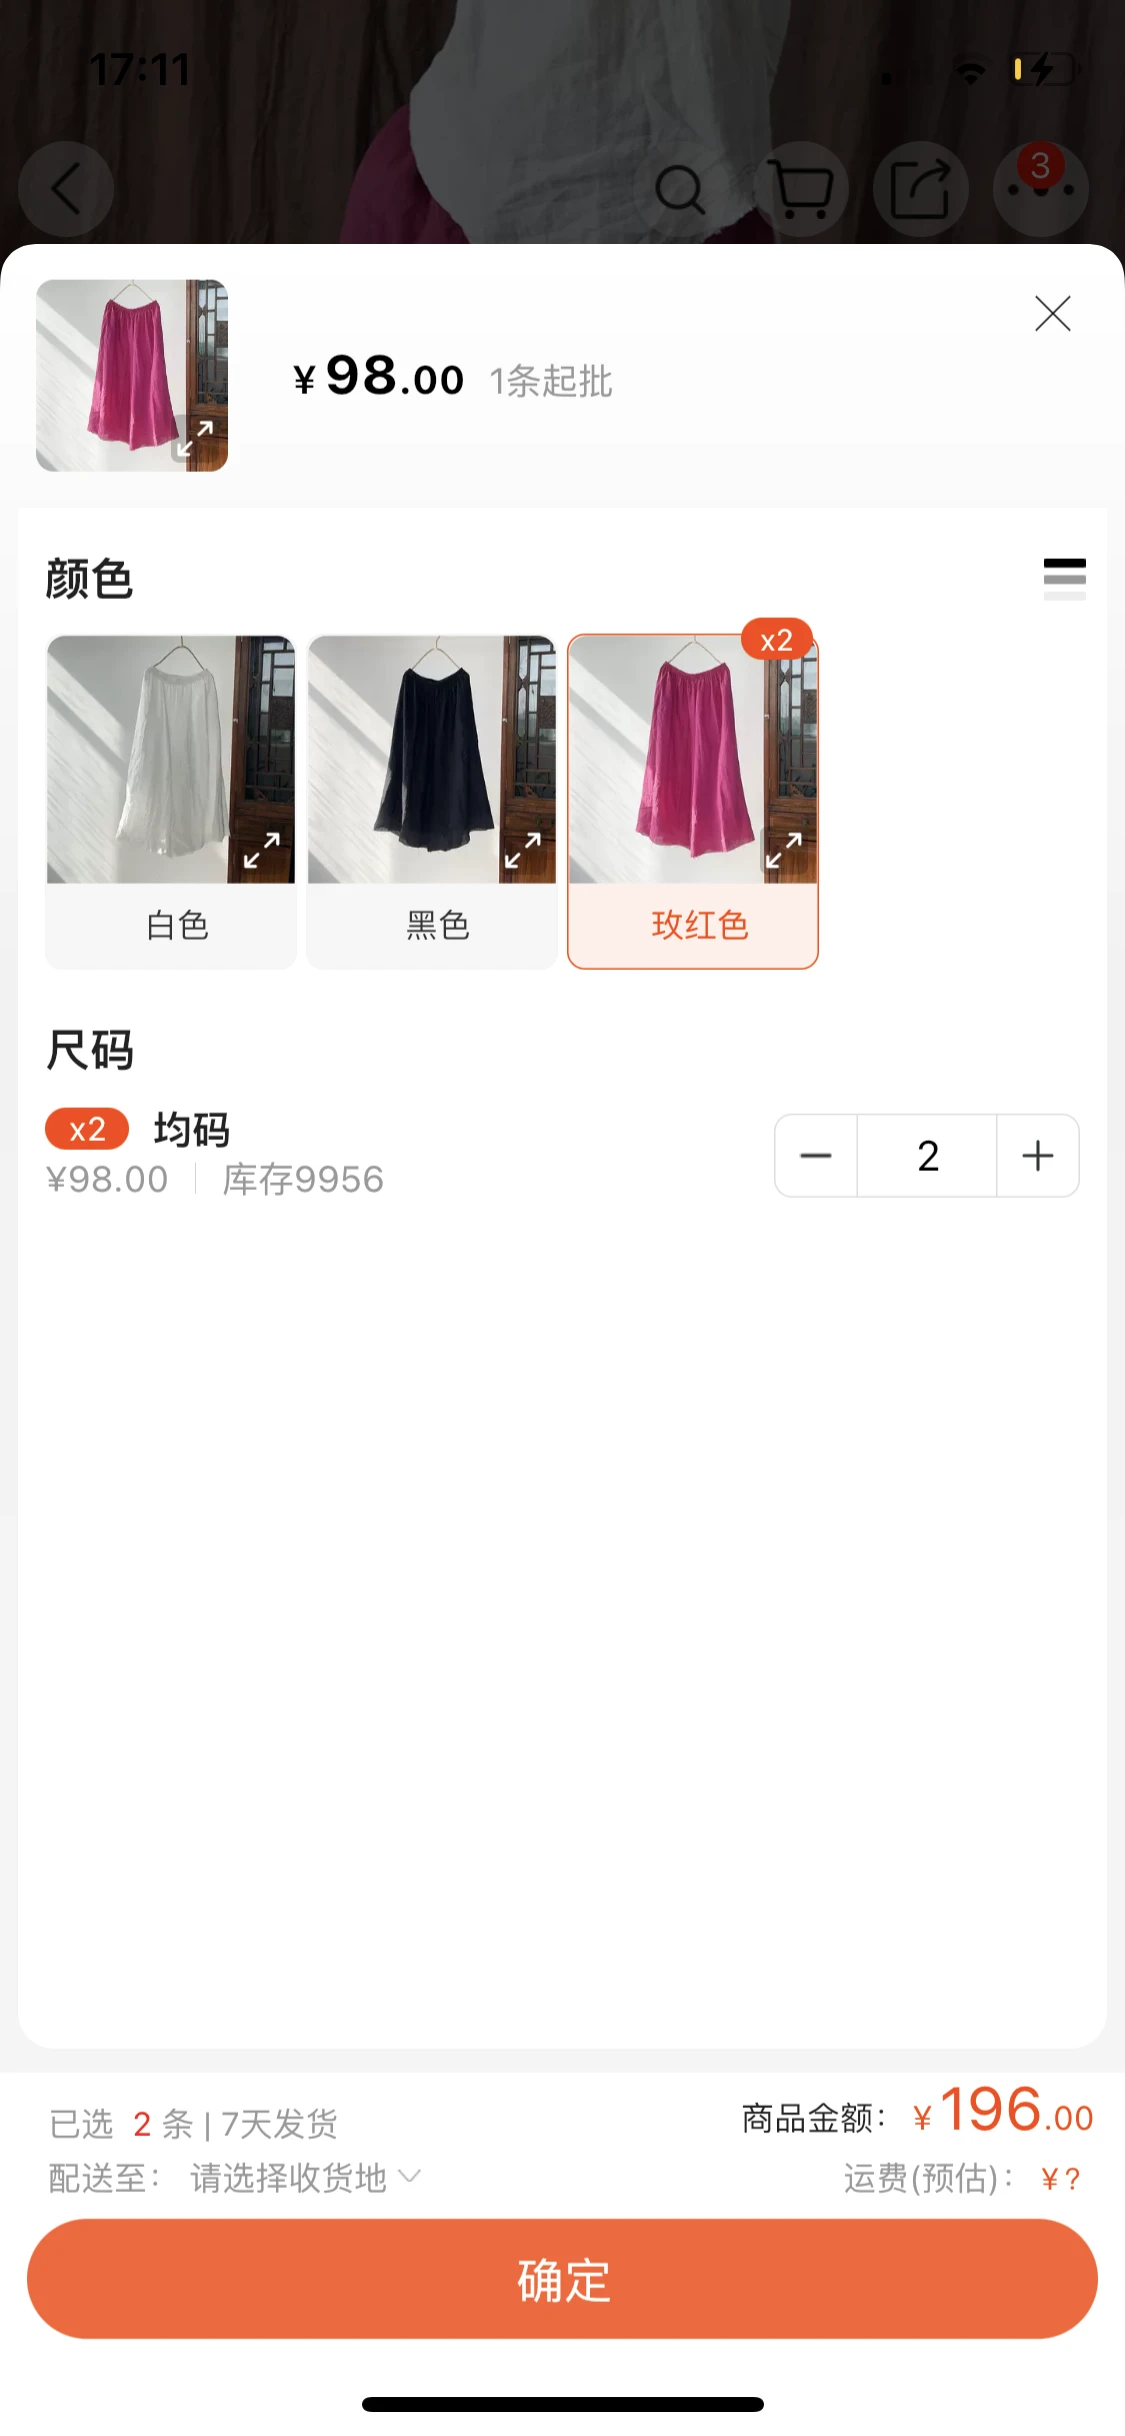 17:11
3
¥98.00 1条起批
颜色
x2
白色
黑色
玫红色
尺码
x2 均码
¥98.00 库存9956
2
已选 2 条 | 7天发货
商品金额： ¥196.00
配送至： 请选择收货地
运费(预估)： ¥?
确定